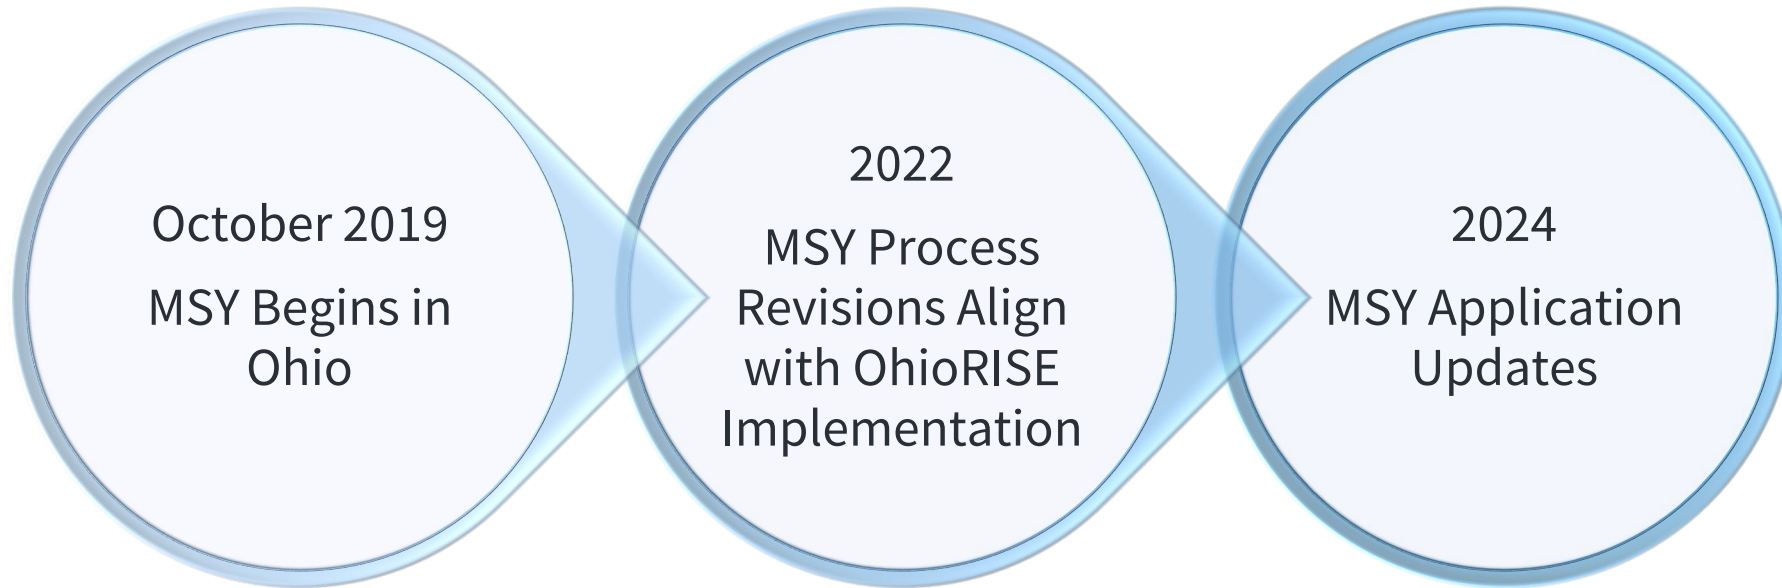 October 2019
MSY Begins in
Ohio
2022
MSY Process
Revisions Align
with OhioRISE
Implementation
2024
MSY Application
Updates